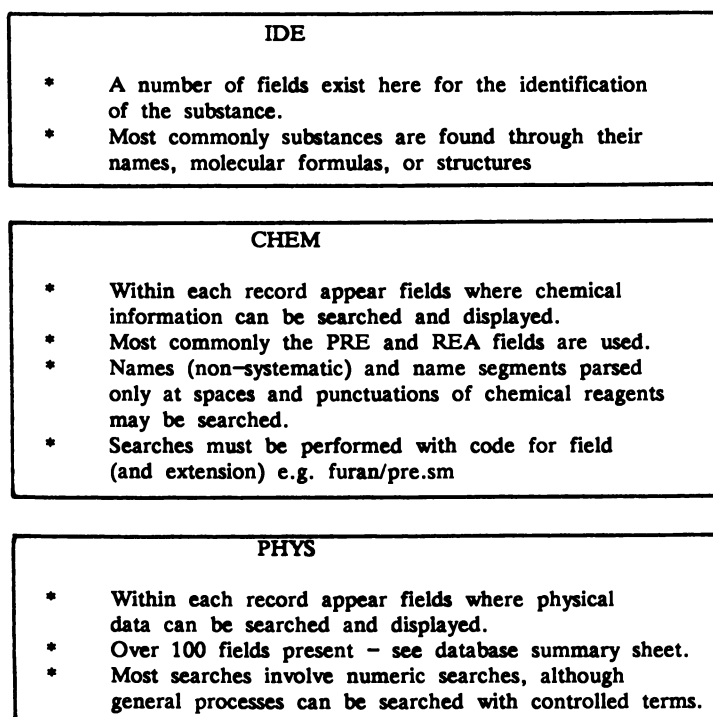 IDE
* A number of fields exist here for the identification
of the substance.
* Most commonly substances are found through their
names, molecular formulas, or structures
CHEM
* Within each record appear fields where chemical
information can be searched and displayed.
* Most commonly the PRE and REA fields are used.
* Names (non-systematic) and name segments parsed
only at spaces and punctuations of chemical reagents
may be searched.
* Searches must be performed with code for field
(and extension) e.g. furan/pre.sm
PHYS
* Within each record appear fields where physical
data can be searched and displayed.
* Over 100 fields present - see database summary sheet.
* Most searches involve numeric searches, although
general processes can be searched with controlled terms.